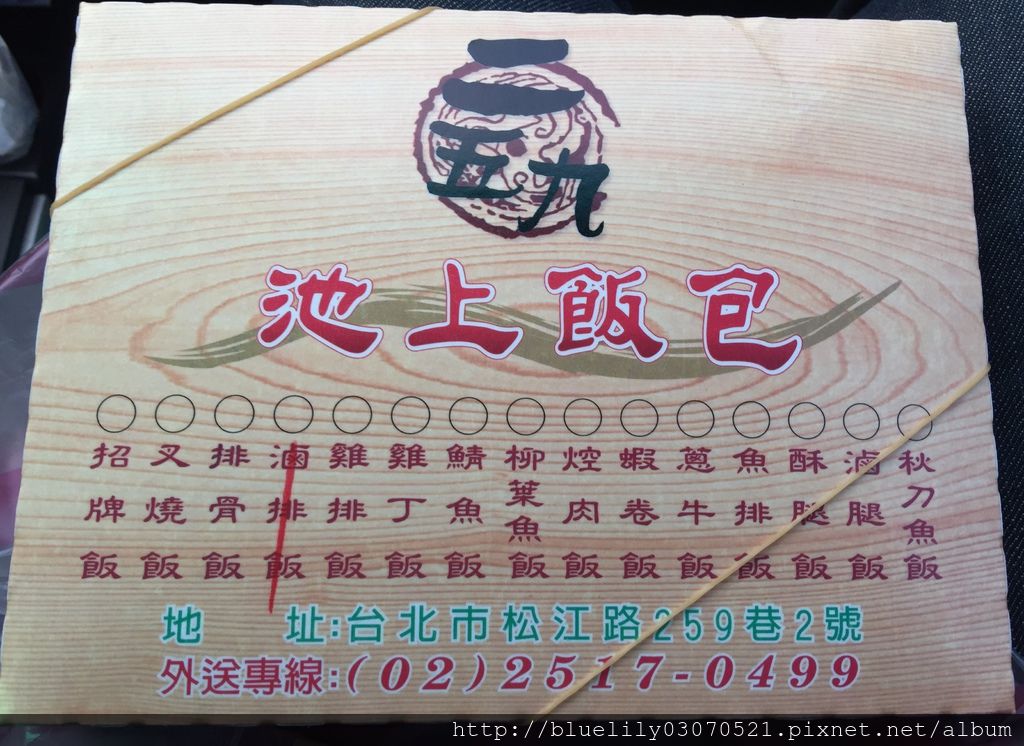 二五九
池上飯包
招牌飯
叉燒飯
排骨飯
滷排飯
雞排飯
雞丁飯
鯖魚飯
柳葉魚飯
焢肉飯
蝦卷飯
蔥牛飯
魚排飯
酥腿飯
滷腿飯
秋刀魚飯
地 址:台北市松江路259巷2號
外送專線:(02)2517-0499
http://bluelily03070521.pixnet.net/album